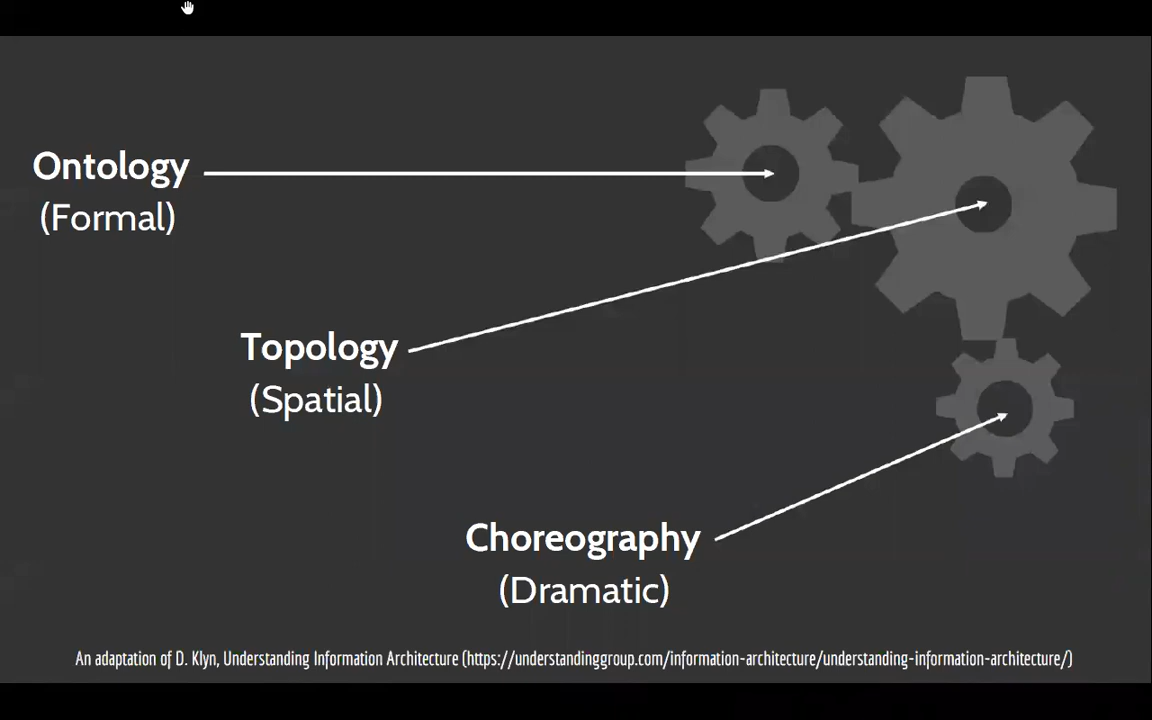 Ontology
(Formal)
Topology
(Spatial)
Choreography
(Dramatic)
An adaptation of D. Klyn, Understanding Information Architecture (https://understandinggroup.com/information-architecture/understanding-information-architecture/)